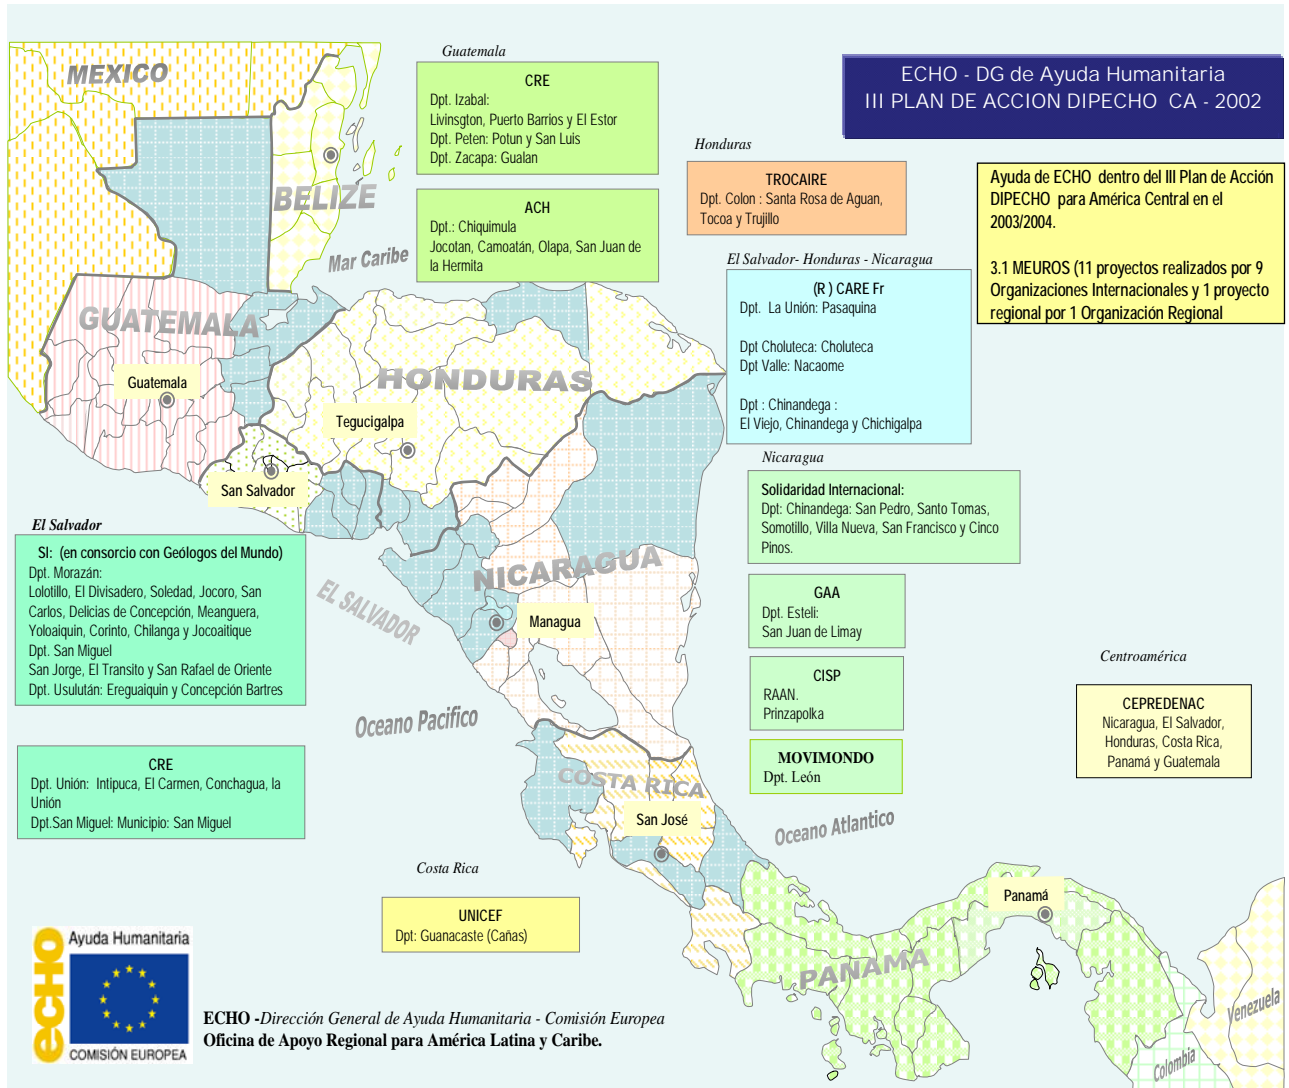 Guatemala
MEXICO
CRE
Dpt. Izabal:
Livinsgton, Puerto Barrios y El Estor
Dpt. Peten: Potun y San Luis
Dpt. Zacapa: Gualan
ECHO - DG de Ayuda Humanitaria
III PLAN DE ACCION DIPECHO CA - 2002
Honduras
TROCAIRE
Dpt. Colon : Santa Rosa de Aguan,
Tocoa y Trujillo
Ayuda de ECHO dentro del III Plan de Acción
DIPECHO para América Central en el
2003/2004.
3.1 MEUROS (11 proyectos realizados por 9
Organizaciones Internacionales y 1 proyecto
regional por 1 Organización Regional
BELIZE
ACH
Dpt.: Chiquimula
Jocotan, Camoatán, Olapa, San Juan de
la Hermita
Mar Caribe
El Salvador- Honduras - Nicaragua
(R ) CARE Fr
Dpt. La Unión: Pasaquina
Dpt Choluteca: Choluteca
Dpt Valle: Nacaome
Dpt : Chinandega :
El Viejo, Chinandega y Chichigalpa
GUATEMALA
Guatemala
HONDURAS
Tegucigalpa
San Salvador
Nicaragua
Solidaridad Internacional:
Dpt: Chinandega: San Pedro, Santo Tomas,
Somotillo, Villa Nueva, San Francisco y Cinco
Pinos.
El Salvador
SI: (en consorcio con Geólogos del Mundo)
Dpt. Morazán:
Lolotillo, El Divisadero, Soledad, Jocoro, San
Carlos, Delicias de Concepción, Meanguera,
Yoloaiquin, Corinto, Chilanga y Jocoaitique
Dpt. San Miguel
San Jorge, El Transito y San Rafael de Oriente
Dpt. Usulután: Ereguaiquin y Concepción Bartres
EL SALVADOR
NICARAGUA
Managua
GAA
Dpt. Esteli:
San Juan de Limay
CISP
RAAN.
Prinzapolka
Centroamérica
CEPREDENAC
Nicaragua, El Salvador,
Honduras, Costa Rica,
Panamá y Guatemala
Oceano Pacifico
MOVIMONDO
Dpt. León
CRE
Dpt. Unión: Intipuca, El Carmen, Conchagua, la
Unión
Dpt.San Miguel: Municipio: San Miguel
COSTA RICA
San José
Oceano Atlantico
Costa Rica
UNICEF
Dpt: Guanacaste (Cañas)
Panamá
PANAMA
Venezuela
Colombia
ECHO
Ayuda Humanitaria
COMISIÓN EUROPEA
ECHO -Dirección General de Ayuda Humanitaria - Comisión Europea
Oficina de Apoyo Regional para América Latina y Caribe.